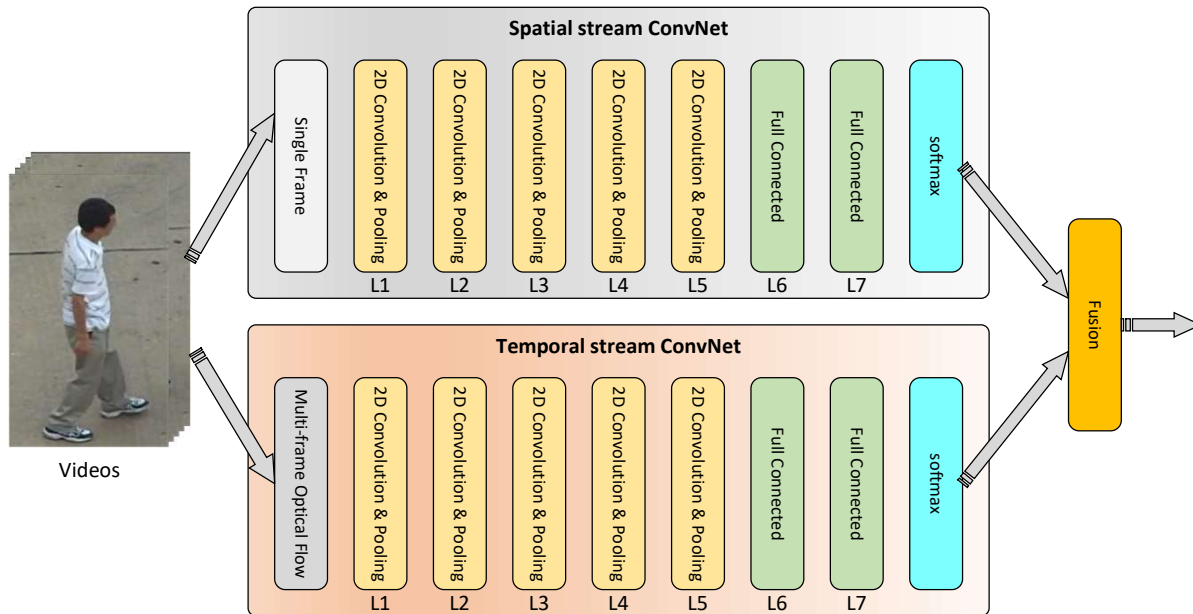 Spatial stream ConvNet
Single Frame
2D Convolution & Pooling
2D Convolution & Pooling
2D Convolution & Pooling
2D Convolution & Pooling
2D Convolution & Pooling
Full Connected
Full Connected
softmax
L1
L2
L3
L4
L5
L6
L7
Videos
Temporal stream ConvNet
Multi-frame
Optical Flow
2D Convolution & Pooling
2D Convolution & Pooling
2D Convolution & Pooling
2D Convolution & Pooling
2D Convolution & Pooling
Full Connected
Full Connected
softmax
L1
L2
L3
L4
L5
L6
L7
Fusion